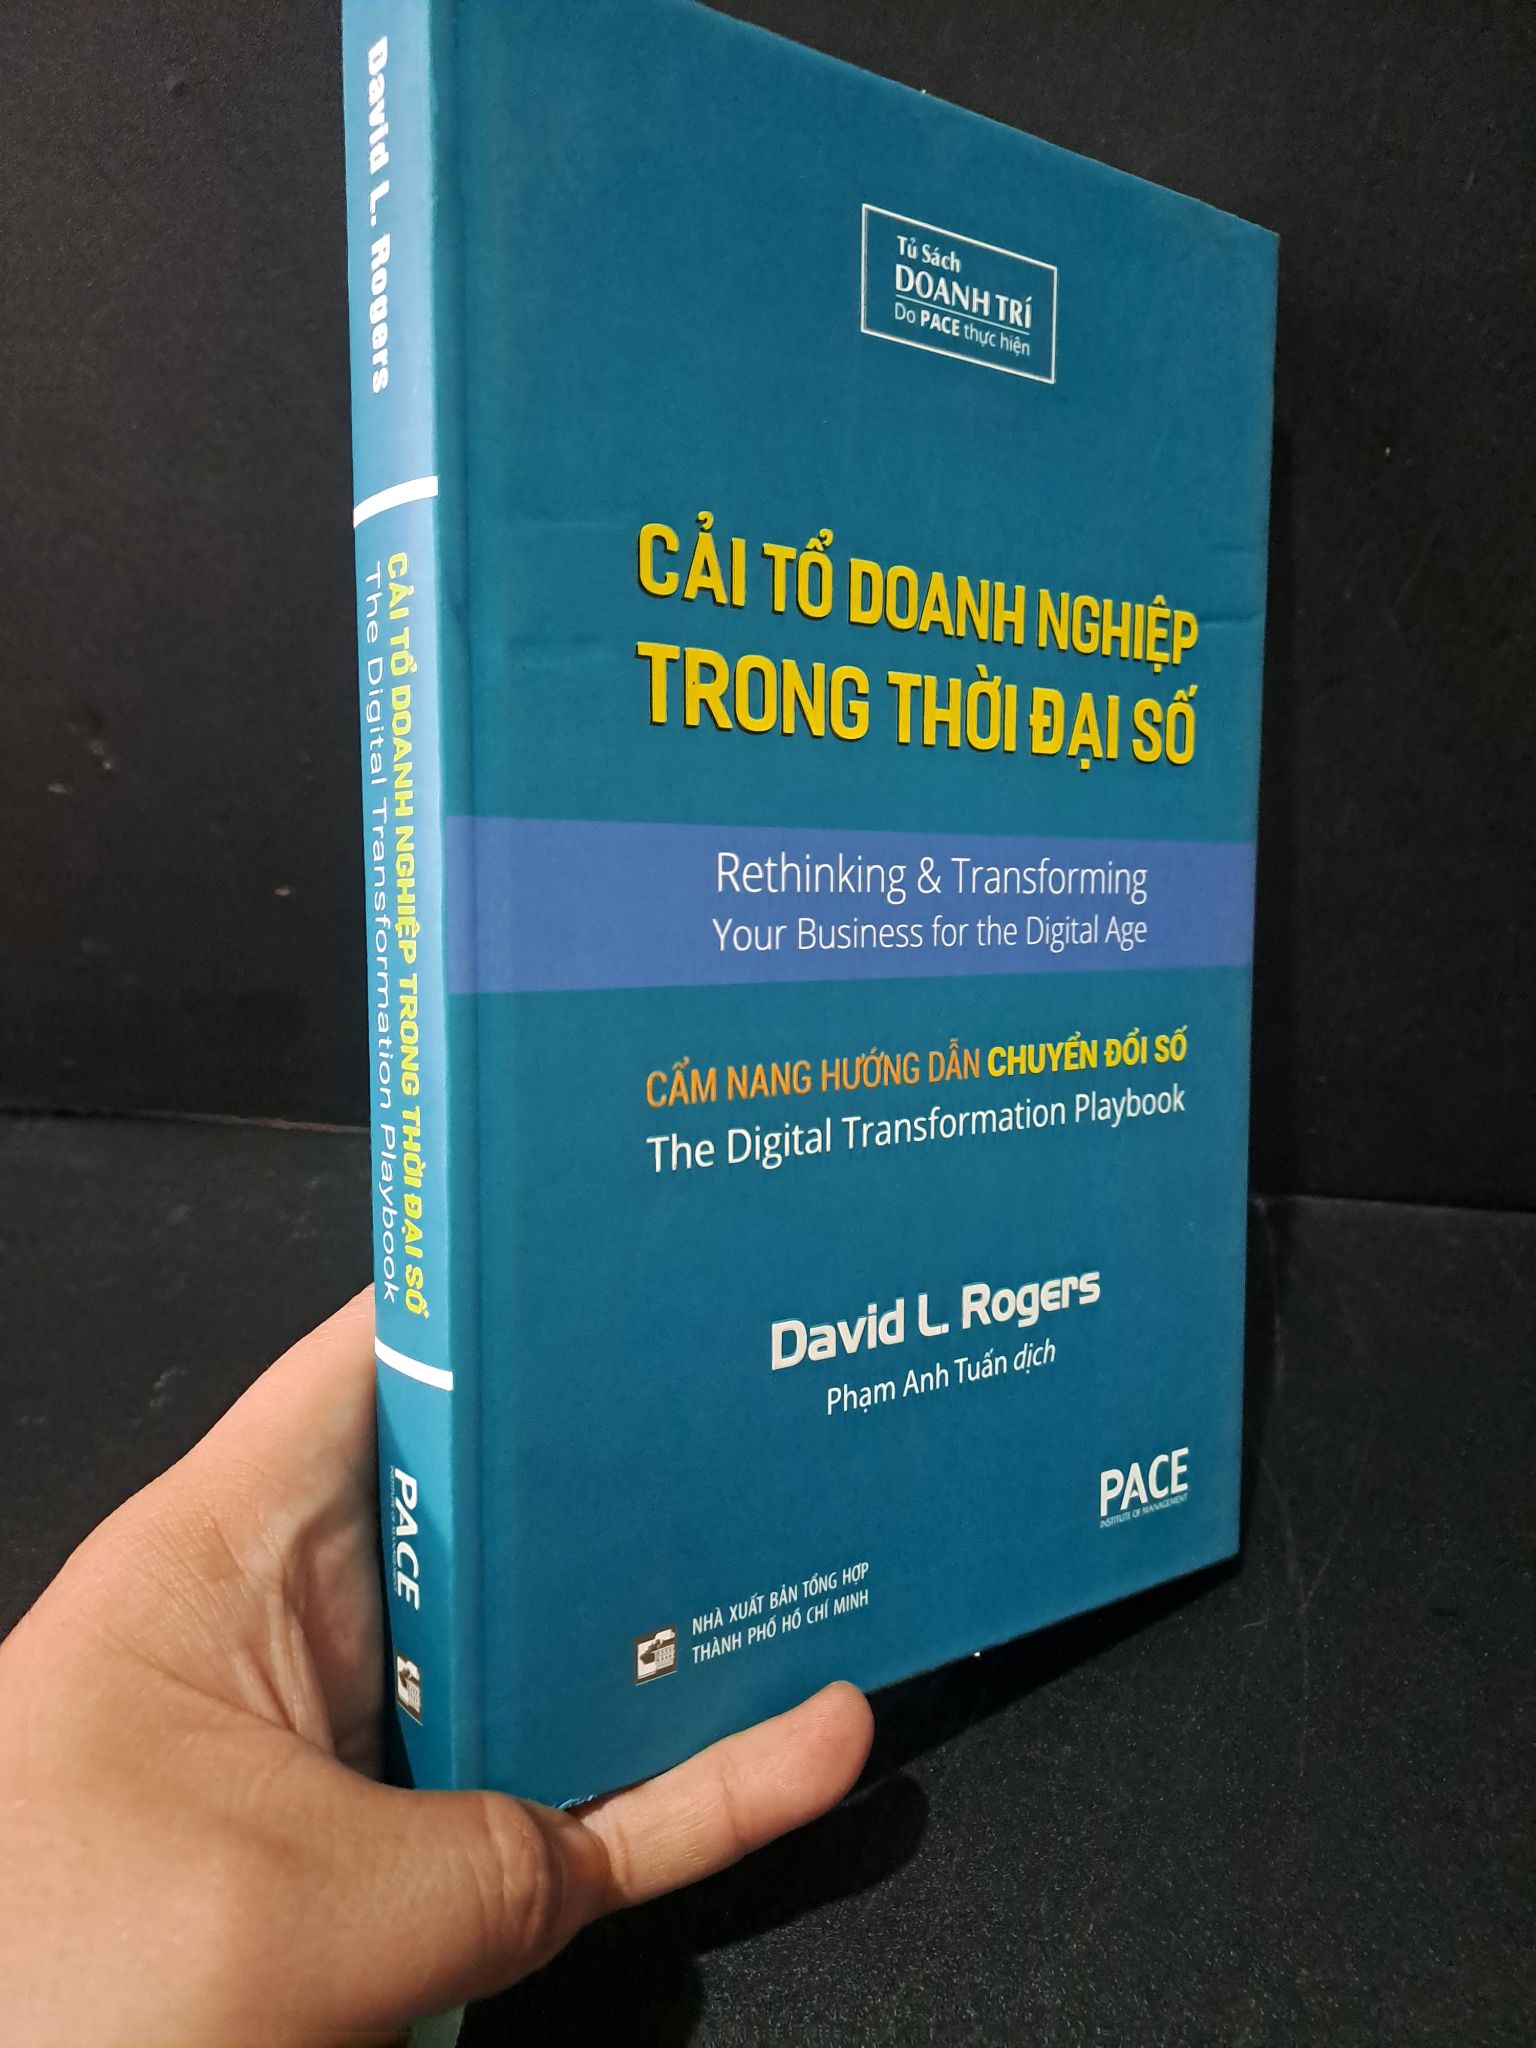 David L. Rogers
CẢI TỔ DOANH NGHIỆP TRONG THỜI ĐẠI SỐ
The Digital Transformation Playbook
PACE
Tủ Sách
DOANH TRÍ
Do PACE thực hiện
CẢI TỔ DOANH NGHIỆP
TRONG THỜI ĐẠI SỐ
Rethinking & Transforming
Your Business for the Digital Age
CẨM NANG HƯỚNG DẪN CHUYỂN ĐỔI SỐ
The Digital Transformation Playbook
David L. Rogers
Phạm Anh Tuấn dịch
PACE
INSTITUTE OF MANAGEMENT
NHÀ XUẤT BẢN TỔNG HỢP
THÀNH PHỐ HỒ CHÍ MINH